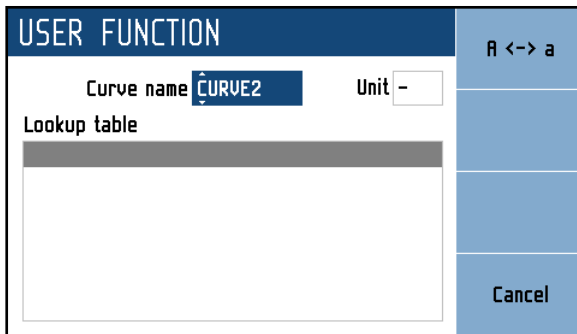 USER FUNCTION
A <-> a
Curve name CURVE2 Unit -
Lookup table
Cancel